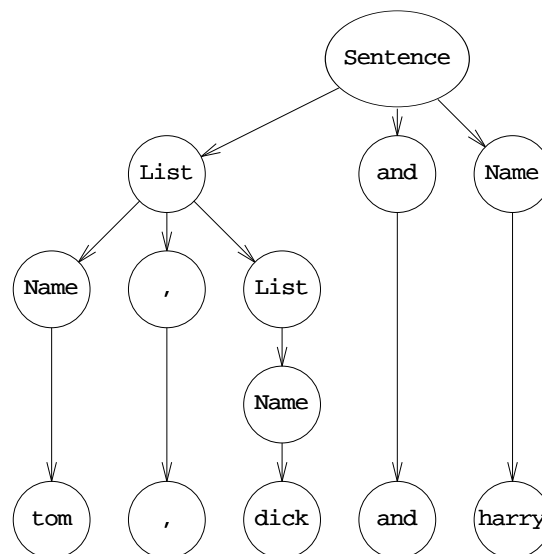 Sentence
List and Name
Name , List
Name
tom , dick and harry